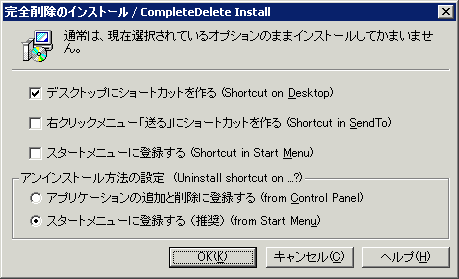 完全削除のインストール / CompleteDelete Install
通常は、現在選択されているオプションのままインストールしてかまいませ
ん。
デスクトップにショートカットを作る (Shortcut on Desktop)
右クリックメニュー「送る」にショートカットを作る (Shortcut in SendTo)
スタートメニューに登録する (Shortcut in Start Menu)
アンインストール方法の設定 (Uninstall shortcut on ...?)
アプリケーションの追加と削除に登録する (from Control Panel)
スタートメニューに登録する (推奨) (from Start Menu)
OK(K)
キャンセル(C)
ヘルプ(H)